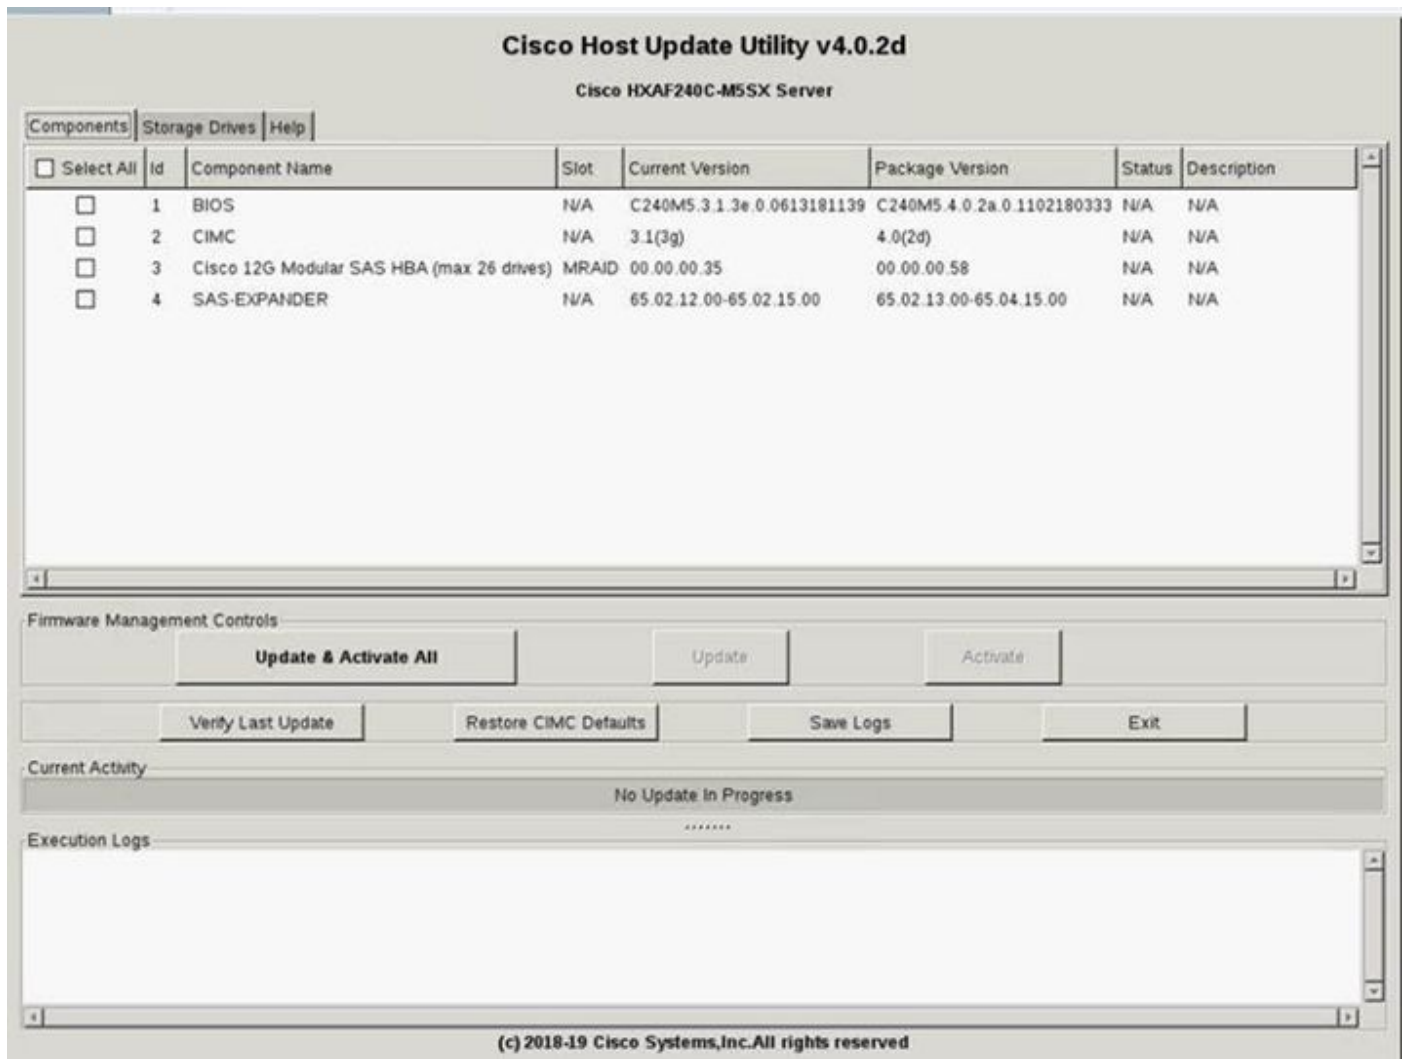 Cisco Host Update Utility v4.0.2d
Cisco HXAF240C-M5SX Server
Components Storage Drives Help
Select All Id Component Name Slot Current Version Package Version Status Description
1 BIOS N/A C240M5.3.1.3e.0.0613181139 C240M5.4.0.2a.0.1102180333 N/A N/A
2 CIMC N/A 3.1(3g) 4.0(2d) N/A N/A
3 Cisco 12G Modular SAS HBA (max 26 drives) MRAID 00.00.00.35 00.00.00.58 N/A N/A
4 SAS-EXPANDER N/A 65.02.12.00-65.02.15.00 65.02.13.00-65.04.15.00 N/A N/A
Firmware Management Controls
Update & Activate All Update Activate
Verify Last Update Restore CIMC Defaults Save Logs Exit
Current Activity
No Update In Progress
.......
Execution Logs
(c) 2018-19 Cisco Systems,Inc.All rights reserved